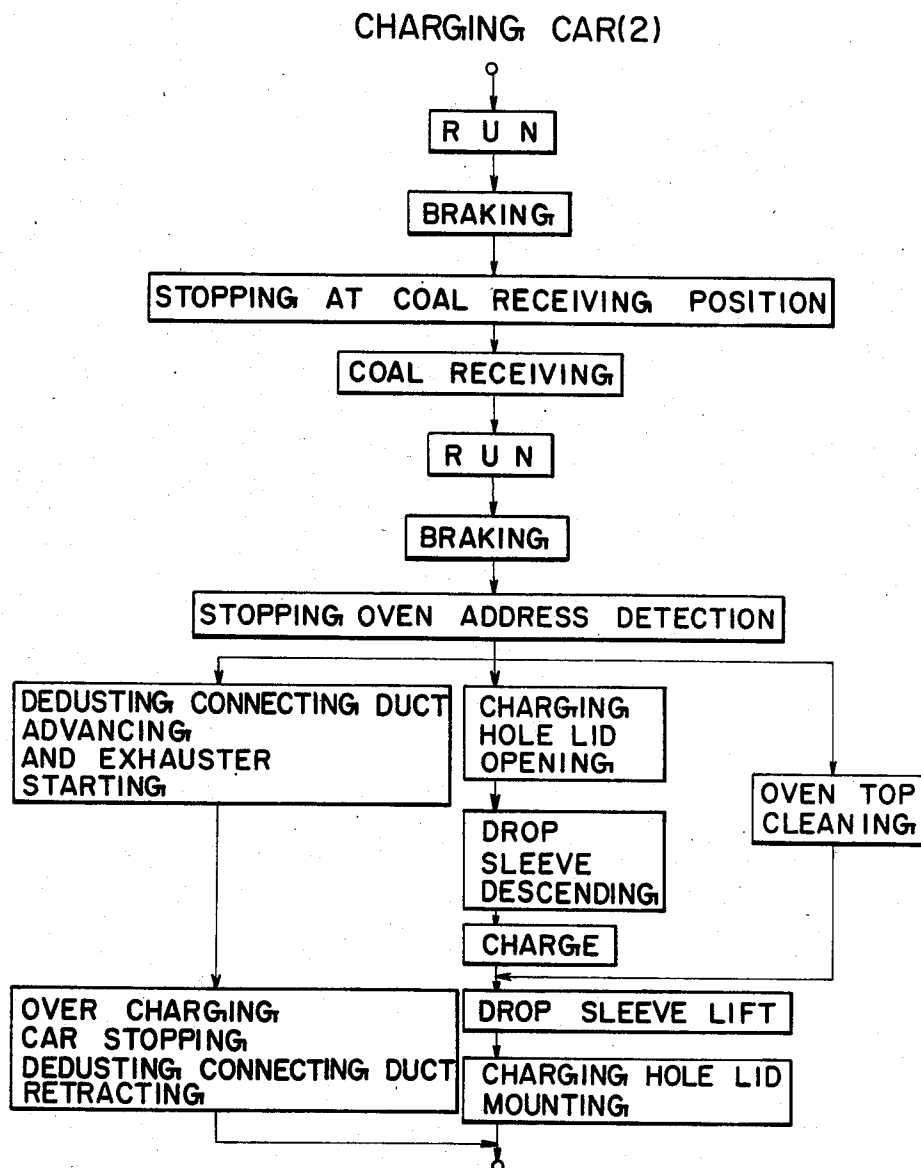 CHARGING CAR(2)
RUN
BRAKING
STOPPING AT COAL RECEIVING POSITION
COAL RECEIVING
RUN
BRAKING
STOPPING OVEN ADDRESS DETECTION
DEDUSTING CONNECTING DUCT
ADVANCING
AND EXHAUSTER
STARTING
CHARGING
HOLE LID
OPENING
OVEN TOP
CLEANING
DROP
SLEEVE
DESCENDING
CHARGE
OVER CHARGING
CAR STOPPING
DEDUSTING CONNECTING DUCT
RETRACTING
DROP SLEEVE LIFT
CHARGING HOLE LID
MOUNTING